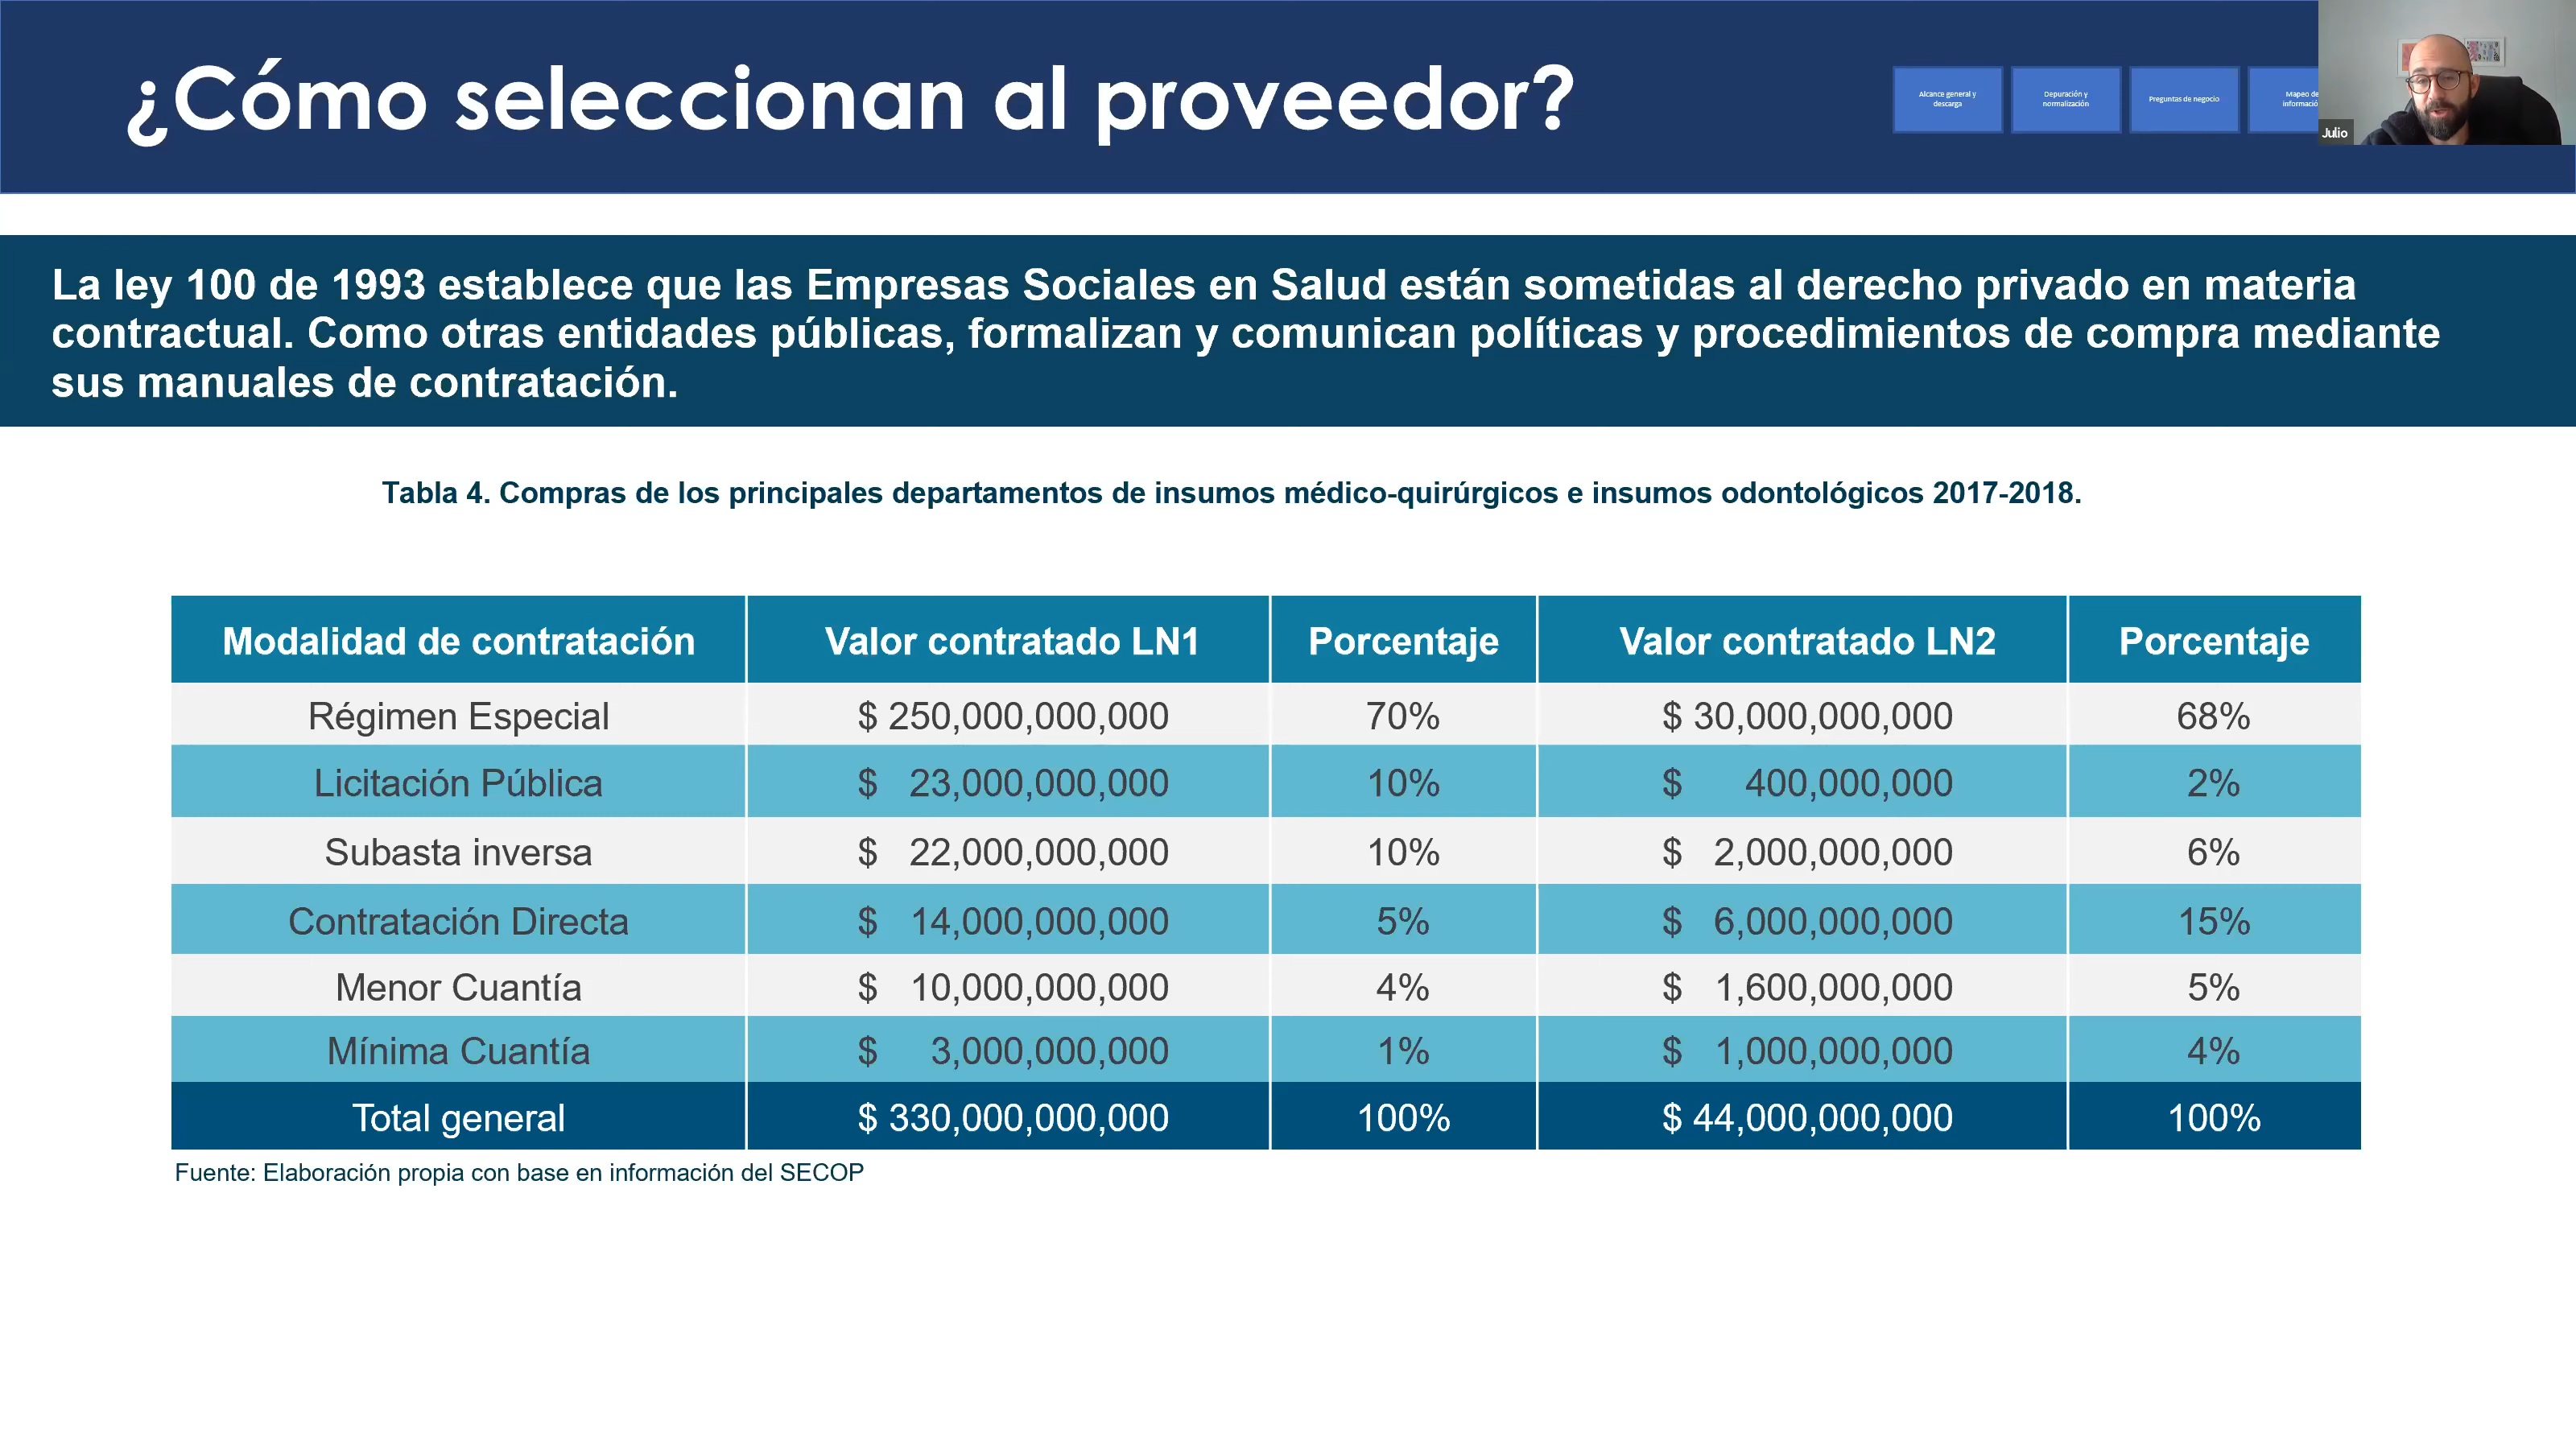 ¿Cómo seleccionan al proveedor?
Alcance general y
descarga
Depuración y
normalización
Preguntas de negocio
Mapeo de
Julio
La ley 100 de 1993 establece que las Empresas Sociales en Salud están sometidas al derecho privado en materia
contractual. Como otras entidades públicas, formalizan y comunican políticas y procedimientos de compra mediante
sus manuales de contratación.
Tabla 4. Compras de los principales departamentos de insumos médico-quirúrgicos e insumos odontológicos 2017-2018.
Modalidad de contratación Valor contratado LN1 Porcentaje Valor contratado LN2 Porcentaje
Régimen Especial $ 250,000,000,000 70% $ 30,000,000,000 68%
Licitación Pública $ 23,000,000,000 10% $ 400,000,000 2%
Subasta inversa $ 22,000,000,000 10% $ 2,000,000,000 6%
Contratación Directa $ 14,000,000,000 5% $ 6,000,000,000 15%
Menor Cuantía $ 10,000,000,000 4% $ 1,600,000,000 5%
Mínima Cuantía $ 3,000,000,000 1% $ 1,000,000,000 4%
Total general $ 330,000,000,000 100% $ 44,000,000,000 100%
Fuente: Elaboración propia con base en información del SECOP